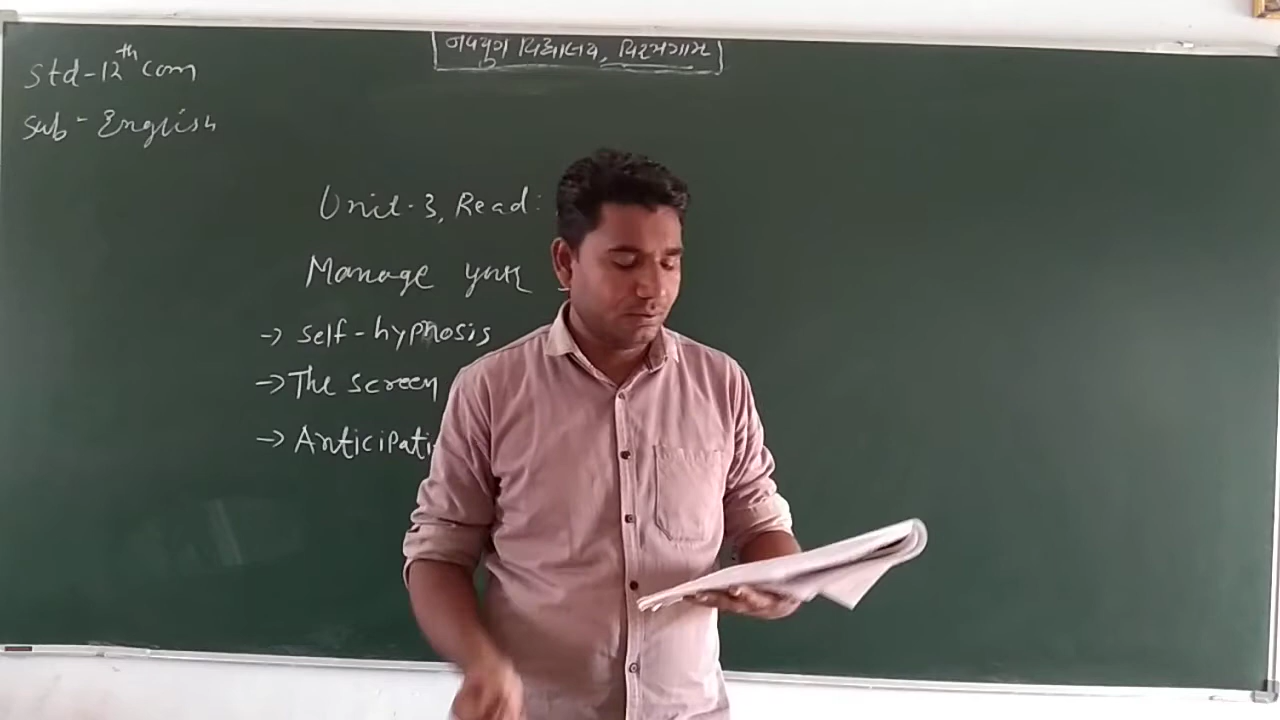 નવયુગ વિદ્યાલય, વિરમગામ
Std-12th com
Sub- English
Unit-3, Read:
Manage your
→ Self-hypnosis
→ The screen
→ Anticipati